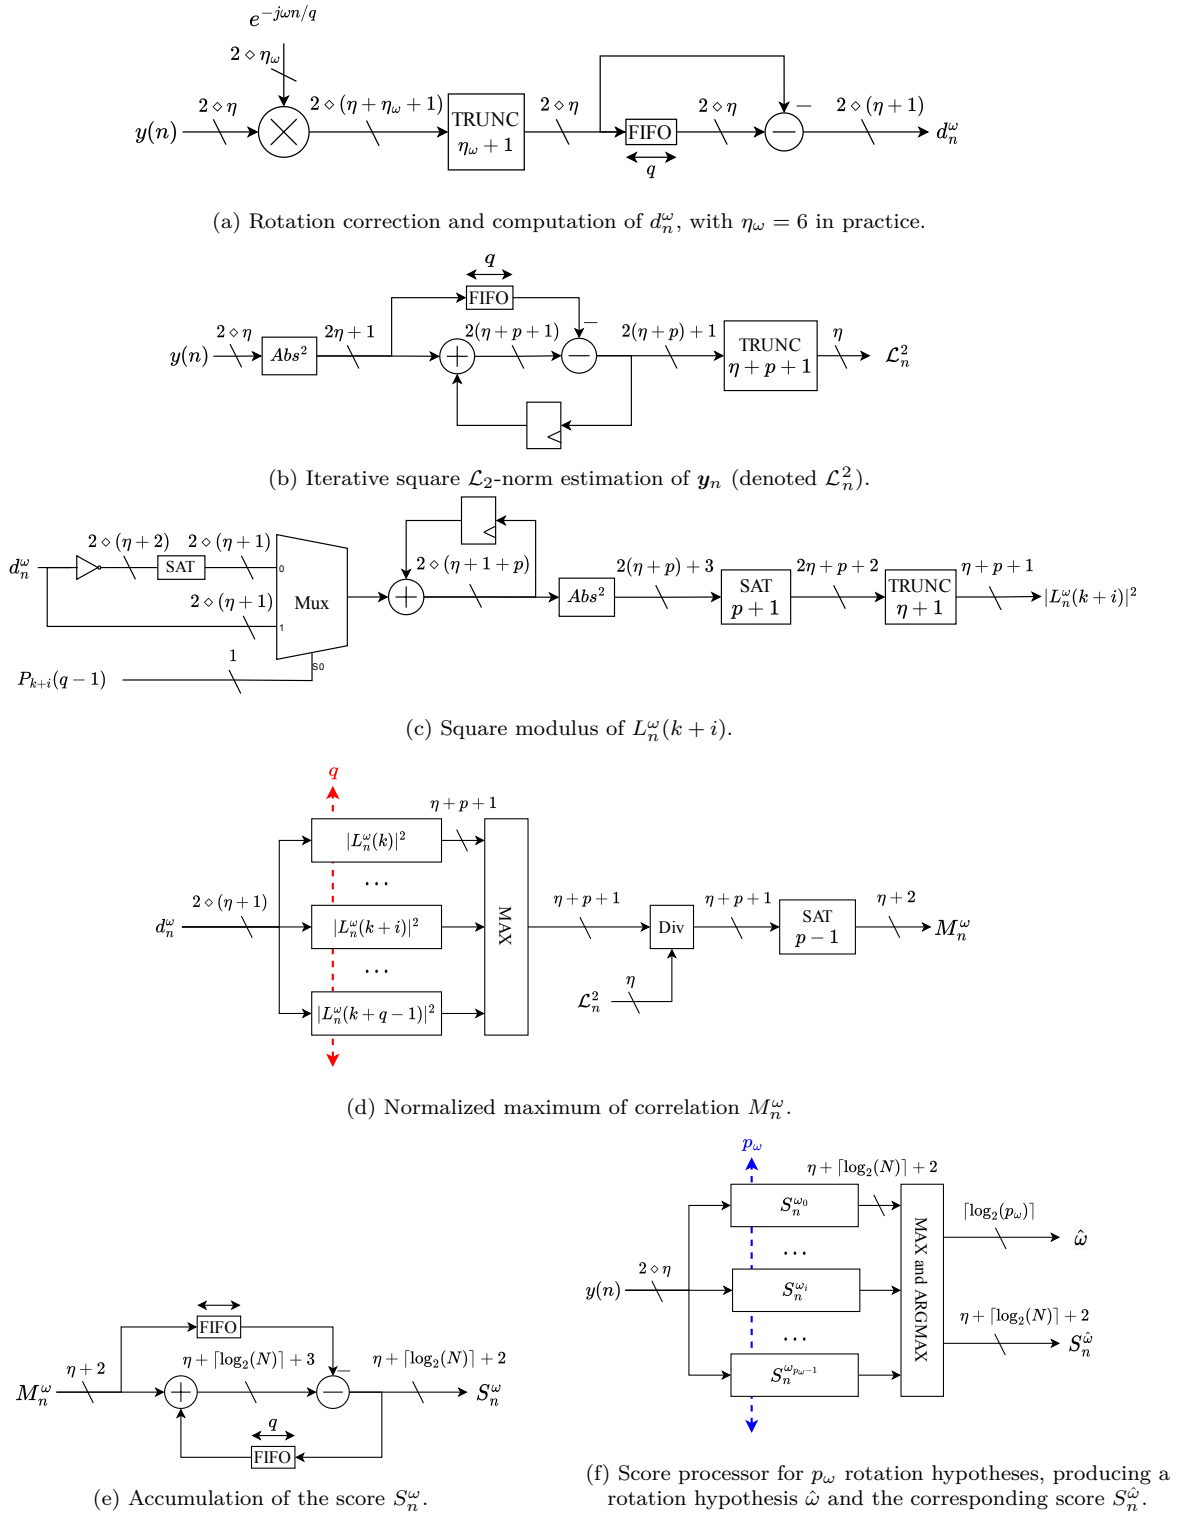 e^{-jωn/q}
2 ⋄ η_ω
2 ⋄ η
2 ⋄ (η + η_ω + 1)
2 ⋄ η
2 ⋄ η
2 ⋄ (η + 1)
y(n)
TRUNC
η_ω + 1
FIFO
−
d_n^ω
q
(a) Rotation correction and computation of d_n^ω, with η_ω = 6 in practice.
q
FIFO
2 ⋄ η
2η + 1
2(η + p + 1)
−
2(η + p) + 1
η
y(n)
Abs²
TRUNC
η + p + 1
ℒ_n^2
(b) Iterative square ℒ₂-norm estimation of y_n (denoted ℒ_n^2).
d_n^ω
2 ⋄ (η + 2)
2 ⋄ (η + 1)
SAT
0
2 ⋄ (η + 1)
1
Mux
S0
1
P_{k+i}(q − 1)
2 ⋄ (η + 1 + p)
Abs²
2(η + p) + 3
SAT
p + 1
2η + p + 2
TRUNC
η + 1
η + p + 1
|L_n^ω(k + i)|²
(c) Square modulus of L_n^ω(k + i).
q
η + p + 1
|L_n^ω(k)|²
...
d_n^ω
2 ⋄ (η + 1)
|L_n^ω(k + i)|²
...
|L_n^ω(k + q − 1)|²
MAX
η + p + 1
Div
ℒ_n^2
η
η + p + 1
SAT
p − 1
η + 2
M_n^ω
(d) Normalized maximum of correlation M_n^ω.
FIFO
M_n^ω
η + 2
η + ⌈log₂(N)⌉ + 3
−
η + ⌈log₂(N)⌉ + 2
S_n^ω
q
FIFO
(e) Accumulation of the score S_n^ω.
p_ω
η + ⌈log₂(N)⌉ + 2
S_n^{ω_0}
...
y(n)
2 ⋄ η
S_n^{ω_i}
...
S_n^{ω_{p_ω−1}}
MAX and ARGMAX
⌈log₂(p_ω)⌉
ω̂
η + ⌈log₂(N)⌉ + 2
S_n^{ω̂}
(f) Score processor for p_ω rotation hypotheses, producing a
rotation hypothesis ω̂ and the corresponding score S_n^{ω̂}.